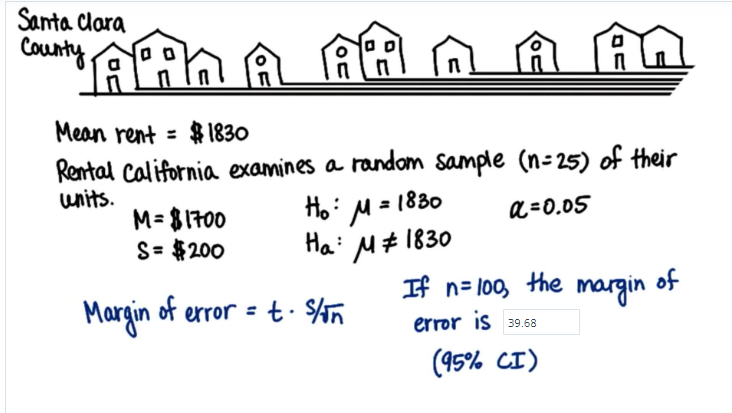 Santa Clara
County
Mean rent = $1830
Rental California examines a random sample (n=25) of their
units.
M = $1700
S = $200
H₀: μ = 1830
Hₐ: μ ≠ 1830
α=0.05
Margin of error = t · S/√n
If n=100, the margin of
error is 39.68
(95% CI)